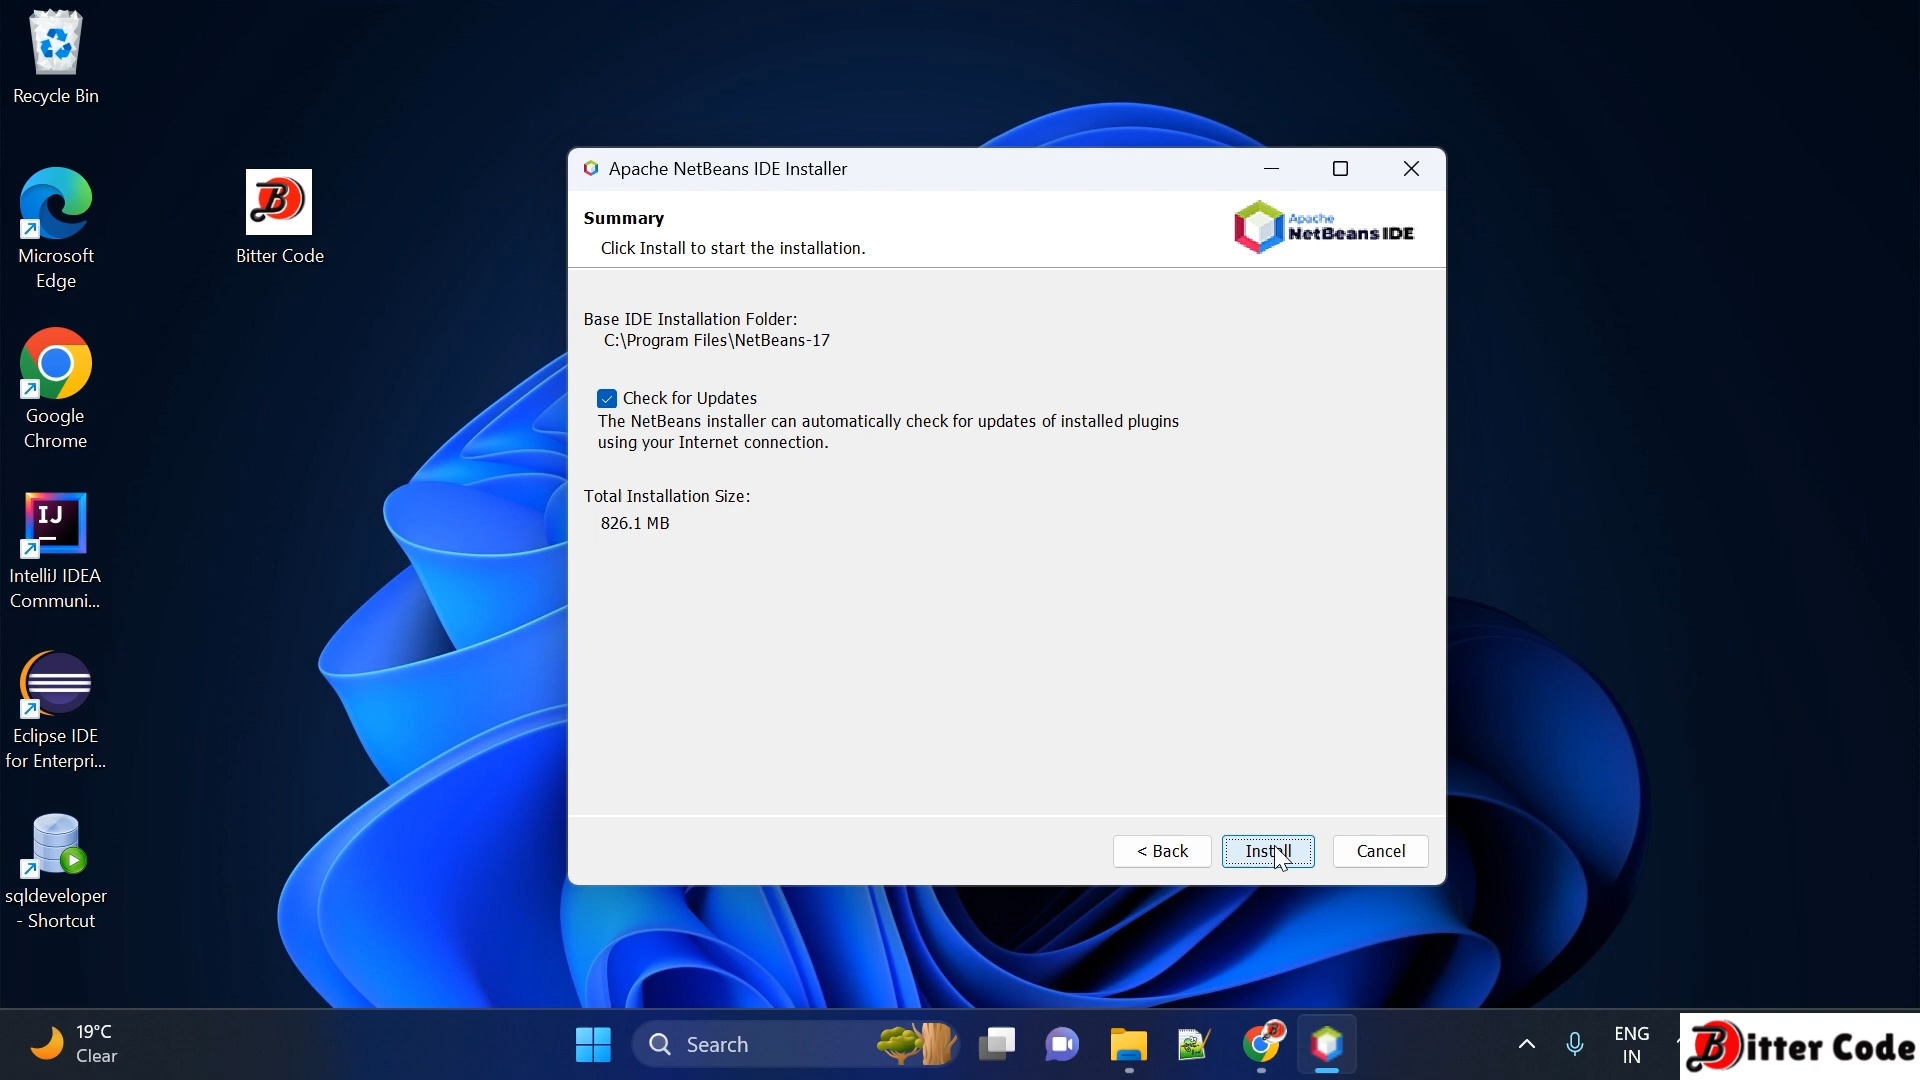 Recycle Bin
Microsoft
Edge
Google
Chrome
IJ
IntelliJ IDEA
Communi...
Eclipse IDE
for Enterpri...
sqldeveloper
- Shortcut
B
Bitter Code
Apache NetBeans IDE Installer
Summary
Click Install to start the installation.
Apache
NetBeans IDE
Base IDE Installation Folder:
C:\Program Files\NetBeans-17
Check for Updates
The NetBeans installer can automatically check for updates of installed plugins
using your Internet connection.
Total Installation Size:
826.1 MB
< Back
Install
Cancel
19°C
Clear
Search
ENG
IN
Bitter Code